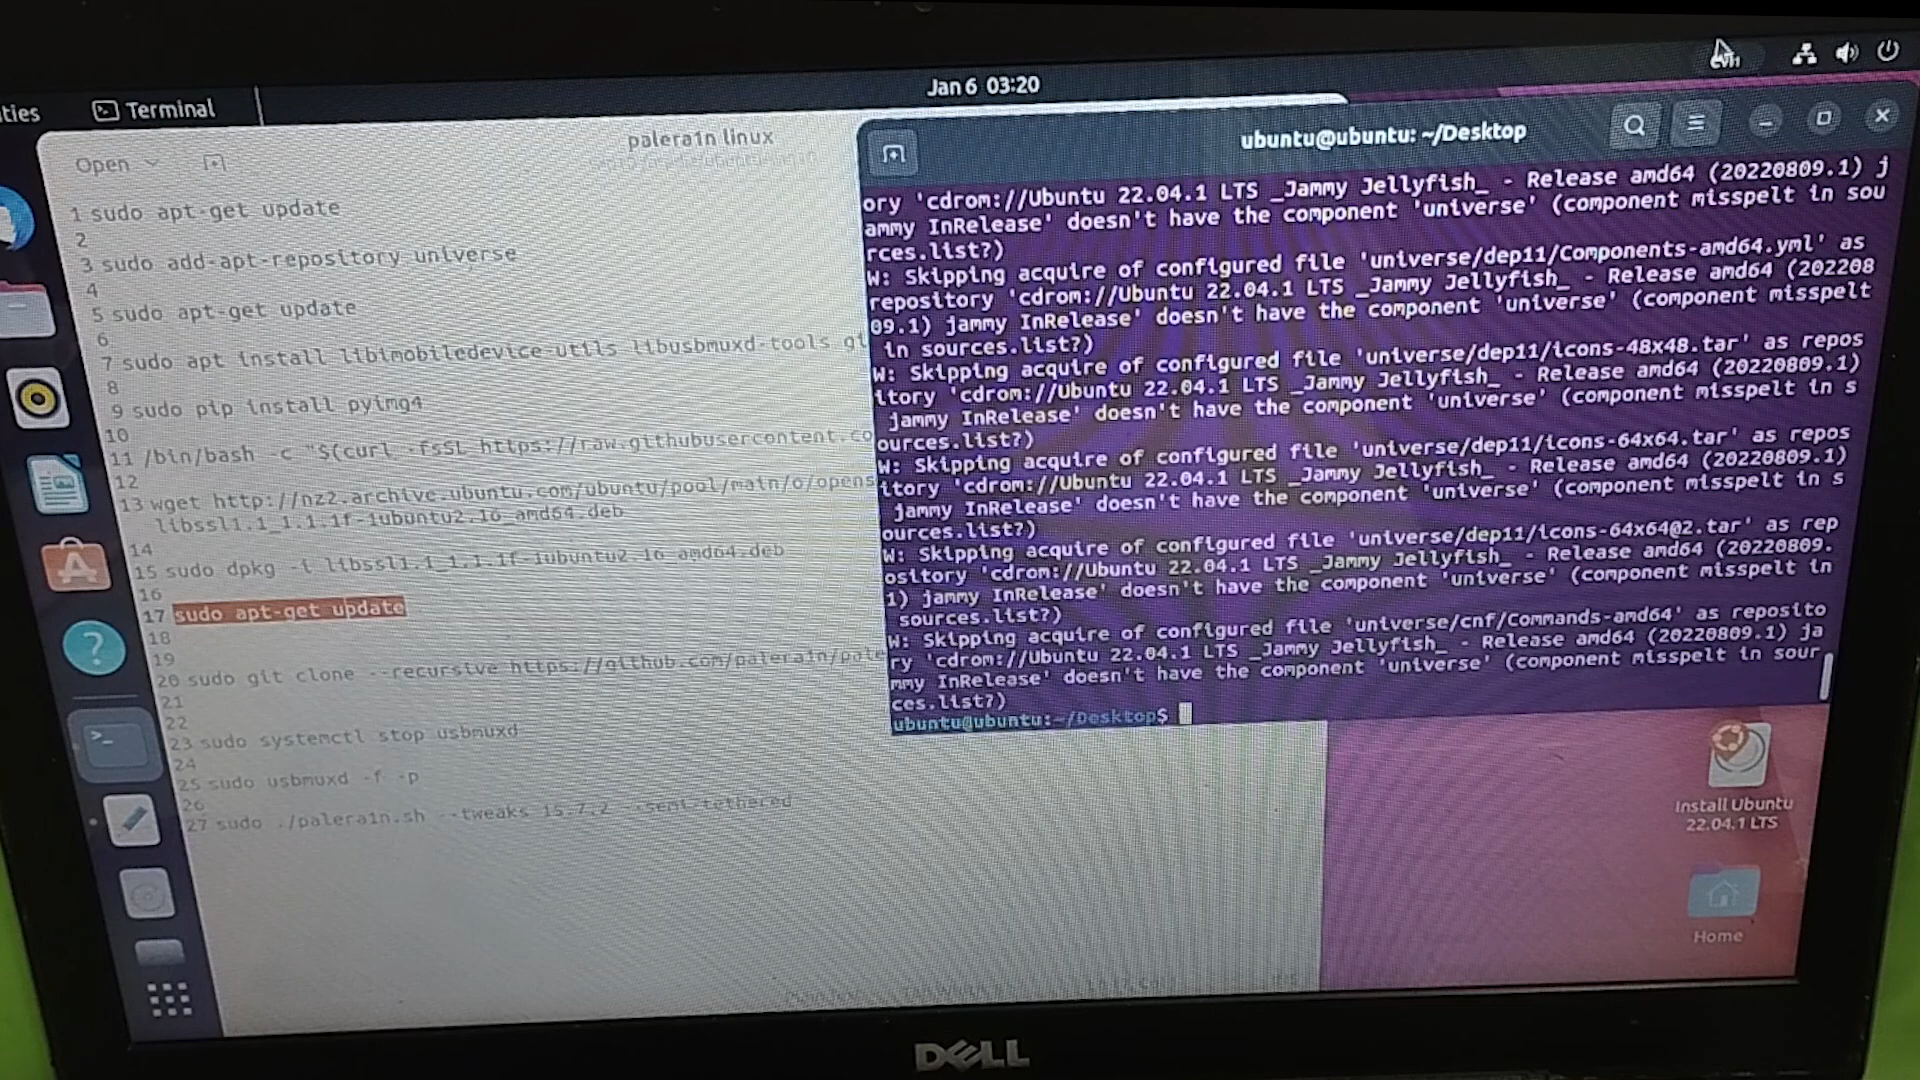 ties
Terminal
Jan 6 03:20
Open
palera1n linux
1 sudo apt-get update
2
3 sudo add-apt-repository universe
4
5 sudo apt-get update
6
7 sudo apt install libimobiledevice-utils libusbmuxd-tools gi
8
9 sudo pip install pyimg4
10
11 /bin/bash -c "$(curl -fsSL https://raw.githubusercontent.co
12
13 wget http://nz2.archive.ubuntu.com/ubuntu/pool/main/o/opens
libssl1.1_1.1.1f-1ubuntu2.16_amd64.deb
14
15 sudo dpkg -i libssl1.1_1.1.1f-1ubuntu2.16_amd64.deb
16
17 sudo apt-get update
18
19
20 sudo git clone --recursive https://github.com/palera1n/pale
21
22
23 sudo systemctl stop usbmuxd
24
25 sudo usbmuxd -f -p
26
27 sudo ./palera1n.sh --tweaks 15.7.2 --semi-tethered
ubuntu@ubuntu: ~/Desktop
ory 'cdrom://Ubuntu 22.04.1 LTS _Jammy Jellyfish_ - Release amd64 (20220809.1) j
ammy InRelease' doesn't have the component 'universe' (component misspelt in sou
rces.list?)
W: Skipping acquire of configured file 'universe/dep11/Components-amd64.yml' as
repository 'cdrom://Ubuntu 22.04.1 LTS _Jammy Jellyfish_ - Release amd64 (202208
09.1) jammy InRelease' doesn't have the component 'universe' (component misspelt
in sources.list?)
W: Skipping acquire of configured file 'universe/dep11/icons-48x48.tar' as repos
itory 'cdrom://Ubuntu 22.04.1 LTS _Jammy Jellyfish_ - Release amd64 (20220809.1)
jammy InRelease' doesn't have the component 'universe' (component misspelt in s
ources.list?)
W: Skipping acquire of configured file 'universe/dep11/icons-64x64.tar' as repos
itory 'cdrom://Ubuntu 22.04.1 LTS _Jammy Jellyfish_ - Release amd64 (20220809.1)
jammy InRelease' doesn't have the component 'universe' (component misspelt in s
ources.list?)
W: Skipping acquire of configured file 'universe/dep11/icons-64x64@2.tar' as rep
ository 'cdrom://Ubuntu 22.04.1 LTS _Jammy Jellyfish_ - Release amd64 (20220809.
1) jammy InRelease' doesn't have the component 'universe' (component misspelt in
sources.list?)
W: Skipping acquire of configured file 'universe/cnf/Commands-amd64' as reposito
ry 'cdrom://Ubuntu 22.04.1 LTS _Jammy Jellyfish_ - Release amd64 (20220809.1) ja
mmy InRelease' doesn't have the component 'universe' (component misspelt in sour
ces.list?)
ubuntu@ubuntu:~/Desktop$
Install Ubuntu
22.04.1 LTS
Home
DELL